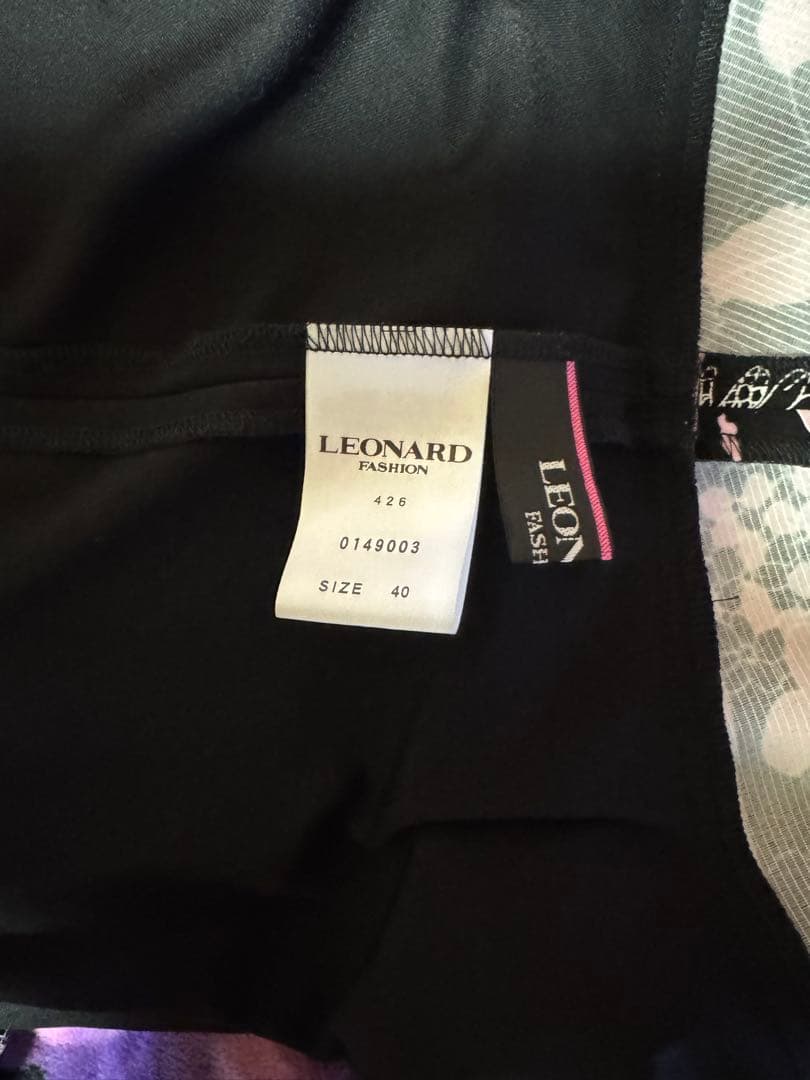 LEONARD
FASHION
426
0149003
SIZE 40
LEON
FASH